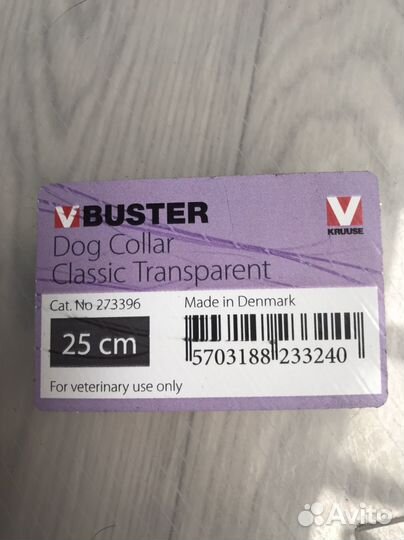 V BUSTER
Dog Collar
Classic Transparent
V
KRUUSE
Cat. No 273396
Made in Denmark
25 cm
5703188 233240
For veterinary use only
Avito